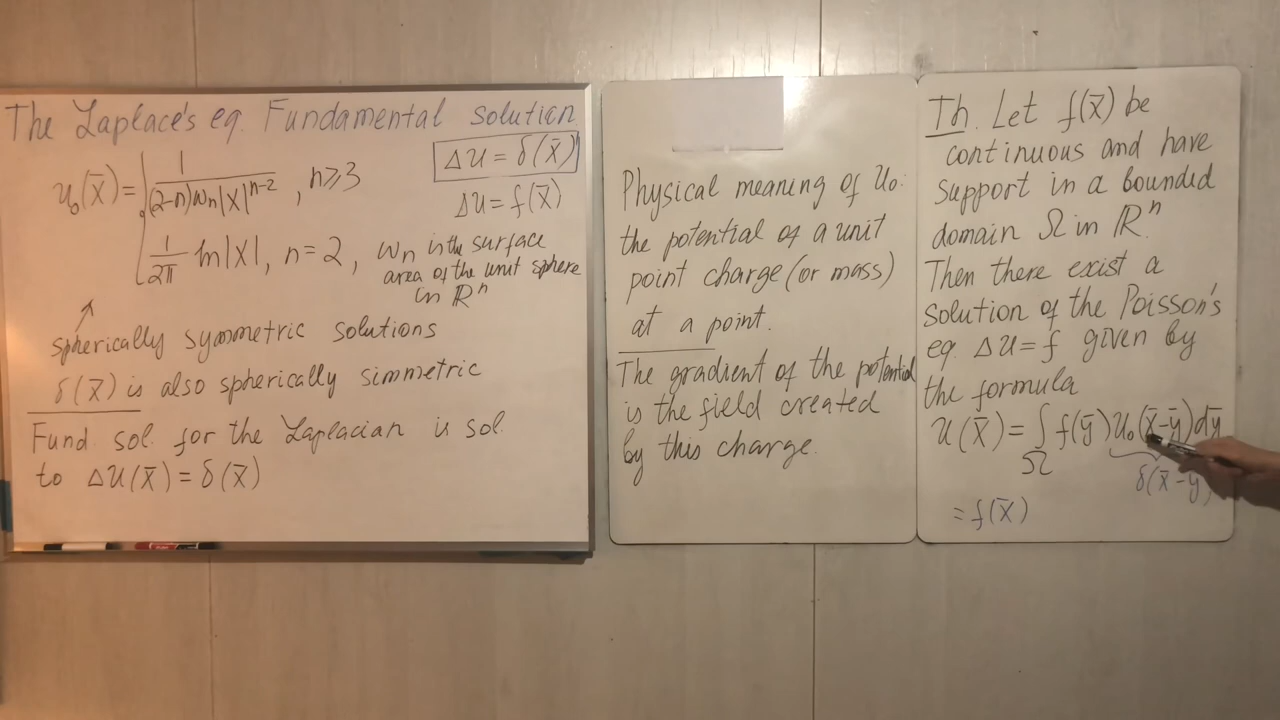 The Laplace's eq. Fundamental solution
Δu = δ(x̄)
u₀(x̄) = { 1/((2-n)ωₙ|x|ⁿ⁻²), n≥3
Δu = f(x̄)
1/2π ln|x|, n=2, ωₙ is the surface
area of the unit sphere
in ℝⁿ
spherically symmetric solutions
δ(x̄) is also spherically simmetric
Fund. sol. for the Laplacian is sol.
to Δu(x̄) = δ(x̄)
Physical meaning of u₀:
the potential of a unit
point charge (or mass)
at a point.
The gradient of the potential
is the field created
by this charge.
Th. Let f(x̄) be
continuous and have
support in a bounded
domain Ω in ℝⁿ.
Then there exist a
solution of the Poisson's
eq. Δu = f given by
the formula
u(x̄) = ∫ f(ȳ) u₀(x̄-ȳ)dȳ
Ω
δ(x̄-y)
= f(x̄)